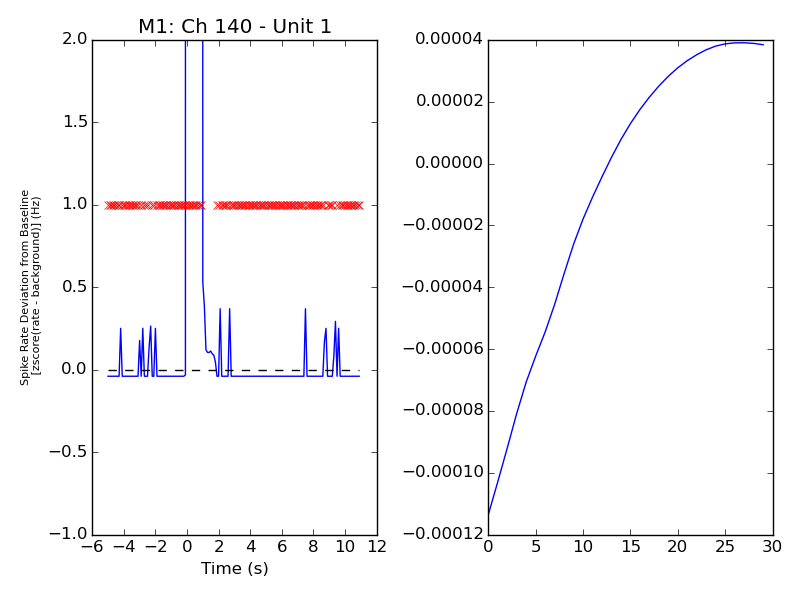 M1: Ch 140 - Unit 1
2.0
1.5
1.0
0.5
0.0
−0.5
−1.0
−6 −4 −2 0 2 4 6 8 10 12
Time (s)
Spike Rate Deviation from Baseline
[zscore(rate - background)] (Hz)
0.00004
0.00002
0.00000
−0.00002
−0.00004
−0.00006
−0.00008
−0.00010
−0.00012
0 5 10 15 20 25 30